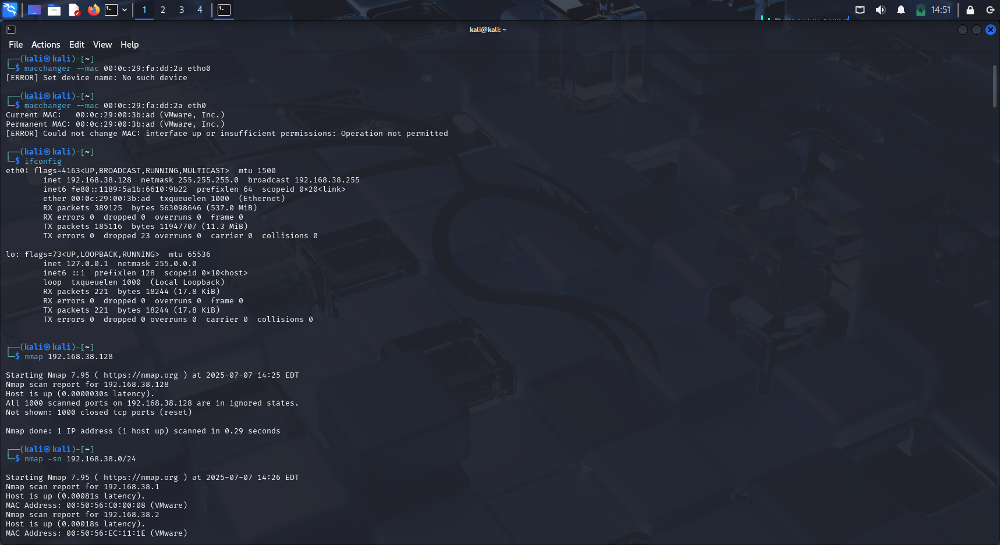 1 2 3 4 14:51
kali@kali: ~
File Actions Edit View Help
┌──(kali㉿kali)-[~]
└─$ macchanger --mac 00:0c:29:fa:dd:2a etho0
[ERROR] Set device name: No such device
┌──(kali㉿kali)-[~]
└─$ macchanger --mac 00:0c:29:fa:dd:2a eth0
Current MAC:   00:0c:29:00:3b:ad (VMware, Inc.)
Permanent MAC: 00:0c:29:00:3b:ad (VMware, Inc.)
[ERROR] Could not change MAC: interface up or insufficient permissions: Operation not permitted
┌──(kali㉿kali)-[~]
└─$ ifconfig
eth0: flags=4163<UP,BROADCAST,RUNNING,MULTICAST>  mtu 1500
        inet 192.168.38.128  netmask 255.255.255.0  broadcast 192.168.38.255
        inet6 fe80::1189:5a1b:6610:9b22  prefixlen 64  scopeid 0x20<link>
        ether 00:0c:29:00:3b:ad  txqueuelen 1000  (Ethernet)
        RX packets 389125  bytes 563098646 (537.0 MiB)
        RX errors 0  dropped 0  overruns 0  frame 0
        TX packets 185116  bytes 11947707 (11.3 MiB)
        TX errors 0  dropped 23 overruns 0  carrier 0  collisions 0
lo: flags=73<UP,LOOPBACK,RUNNING>  mtu 65536
        inet 127.0.0.1  netmask 255.0.0.0
        inet6 ::1  prefixlen 128  scopeid 0x10<host>
        loop  txqueuelen 1000  (Local Loopback)
        RX packets 221  bytes 18244 (17.8 KiB)
        RX errors 0  dropped 0  overruns 0  frame 0
        TX packets 221  bytes 18244 (17.8 KiB)
        TX errors 0  dropped 0 overruns 0  carrier 0  collisions 0
┌──(kali㉿kali)-[~]
└─$ nmap 192.168.38.128
Starting Nmap 7.95 ( https://nmap.org ) at 2025-07-07 14:25 EDT
Nmap scan report for 192.168.38.128
Host is up (0.0000030s latency).
All 1000 scanned ports on 192.168.38.128 are in ignored states.
Not shown: 1000 closed tcp ports (reset)
Nmap done: 1 IP address (1 host up) scanned in 0.29 seconds
┌──(kali㉿kali)-[~]
└─$ nmap -sn 192.168.38.0/24
Starting Nmap 7.95 ( https://nmap.org ) at 2025-07-07 14:26 EDT
Nmap scan report for 192.168.38.1
Host is up (0.00081s latency).
MAC Address: 00:50:56:C0:00:08 (VMware)
Nmap scan report for 192.168.38.2
Host is up (0.00018s latency).
MAC Address: 00:50:56:EC:11:1E (VMware)